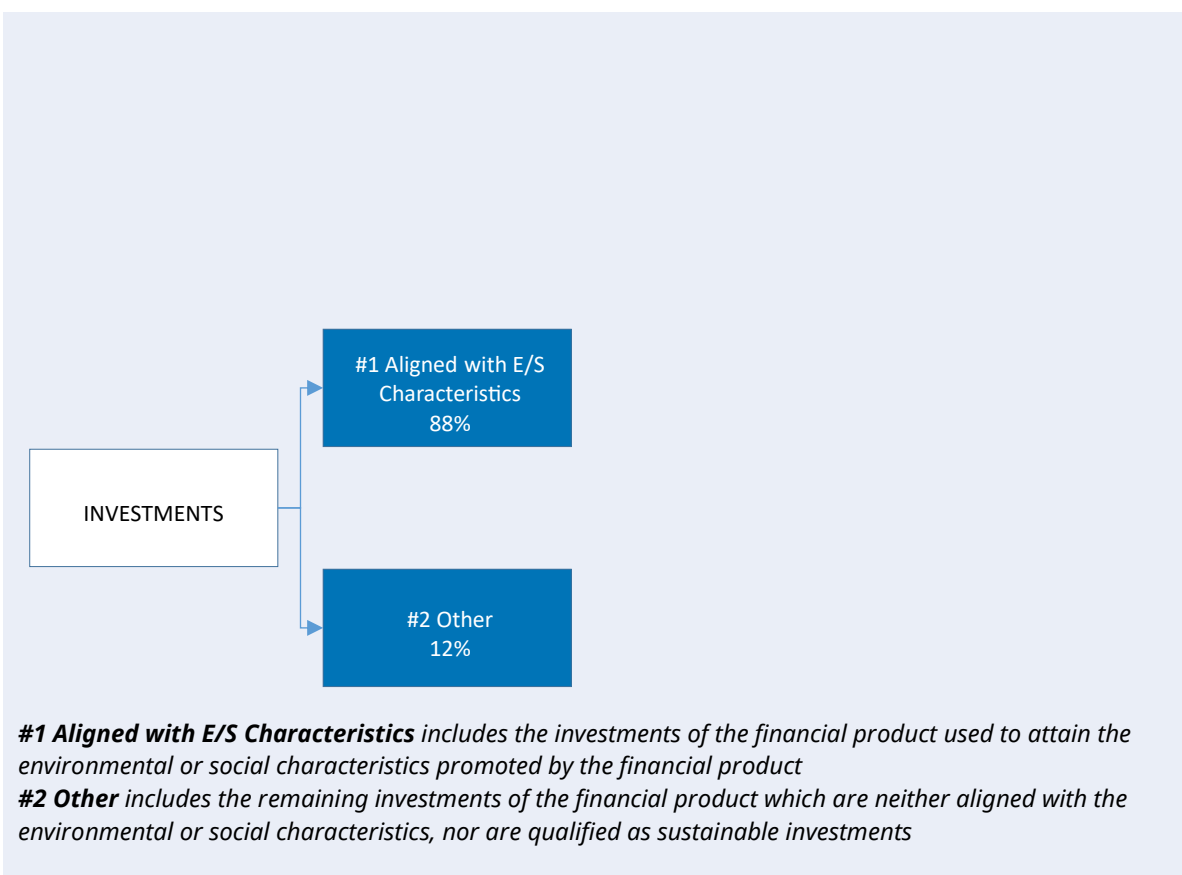 #1 Aligned with E/S
Characteristics
88%
INVESTMENTS
#2 Other
12%
#1 Aligned with E/S Characteristics includes the investments of the financial product used to attain the
environmental or social characteristics promoted by the financial product
#2 Other includes the remaining investments of the financial product which are neither aligned with the
environmental or social characteristics, nor are qualified as sustainable investments